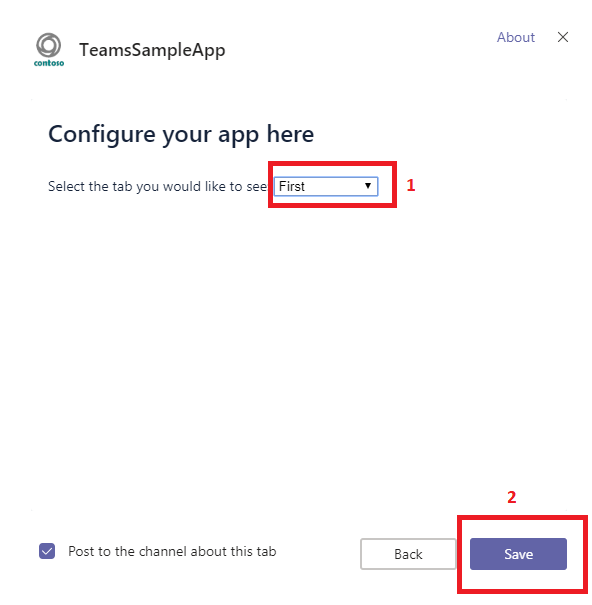 About
contoso
TeamsSampleApp
Configure your app here
Select the tab you would like to see First 1
2
Post to the channel about this tab Back Save